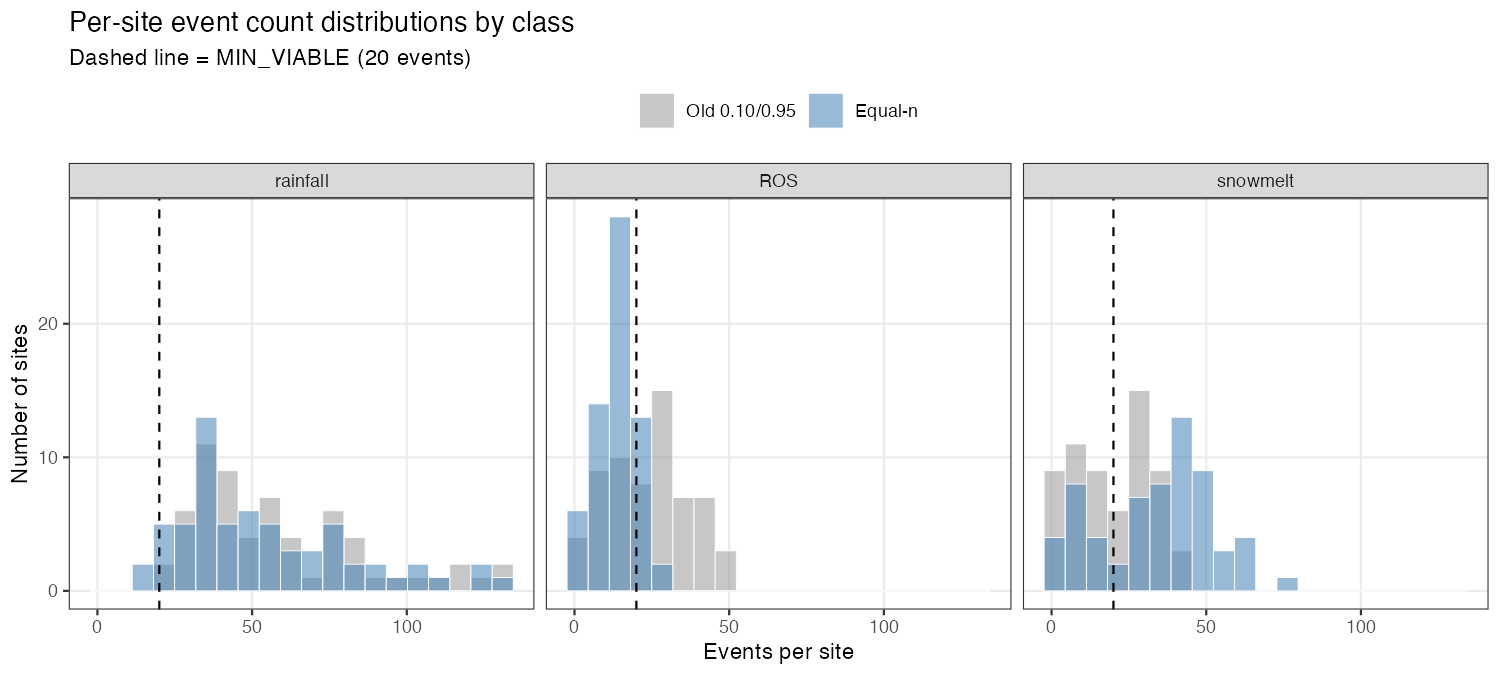 Per-site event count distributions by class
Dashed line = MIN_VIABLE (20 events)
Old 0.10/0.95 Equal-n
rainfall ROS snowmelt
Number of sites
20
10
0
0 50 100 0 50 100 0 50 100
Events per site